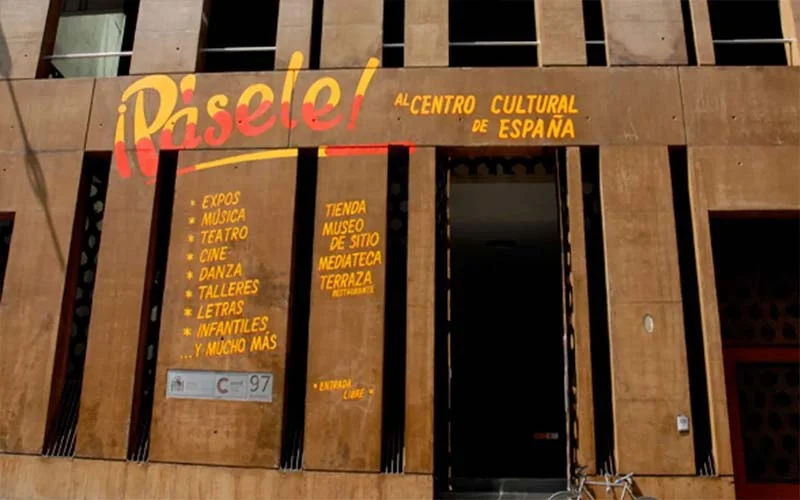 ¡Pásele!
AL CENTRO CULTURAL
DE ESPAÑA
* EXPOS
* MÚSICA
* TEATRO
* CINE
* DANZA
* TALLERES
* LETRAS
* INFANTILES
...Y MUCHO MÁS
TIENDA
MUSEO
DE SITIO
MEDIATECA
TERRAZA
RESTAURANTE
* ENTRADA
LIBRE *
97